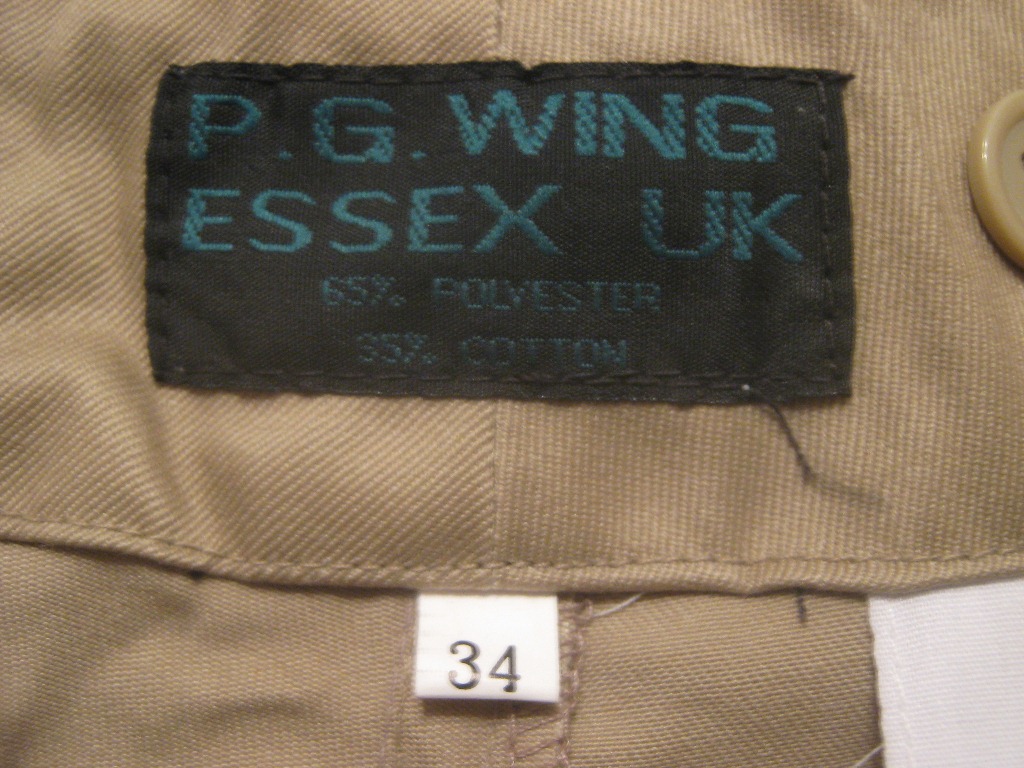 P.G.WING
ESSEX UK
65% POLYESTER
35% COTTON
34